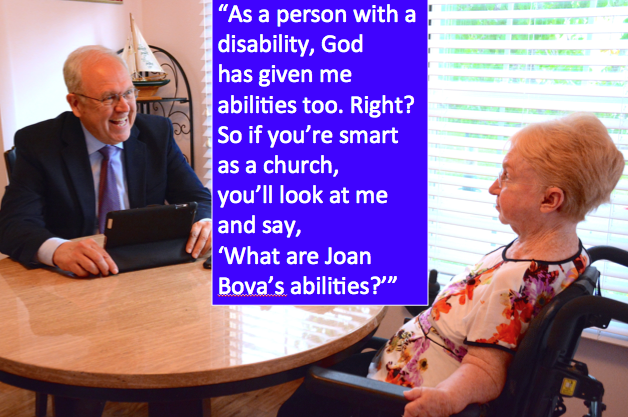 “As a person with a
disability, God
has given me
abilities too. Right?
So if you’re smart
as a church,
you’ll look at me
and say,
‘What are Joan
Bova’s abilities?’”